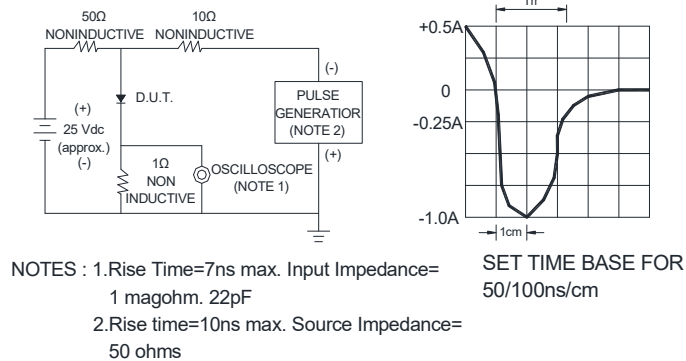 50Ω
NONINDUCTIVE
10Ω
NONINDUCTIVE
(+)
25 Vdc
(approx.)
(-)
D.U.T.
1Ω
NON
INDUCTIVE
OSCILLOSCOPE
(NOTE 1)
(-)
PULSE
GENERATIOR
(NOTE 2)
(+)
+0.5A
0
-0.25A
-1.0A
1cm
SET TIME BASE FOR
50/100ns/cm
NOTES : 1.Rise Time=7ns max. Input Impedance=
1 magohm. 22pF
2.Rise time=10ns max. Source Impedance=
50 ohms